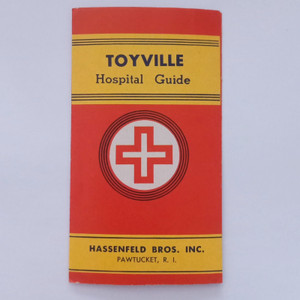 TOYVILLE
Hospital Guide
HASSENFELD BROS. INC.
PAWTUCKET, R. I.